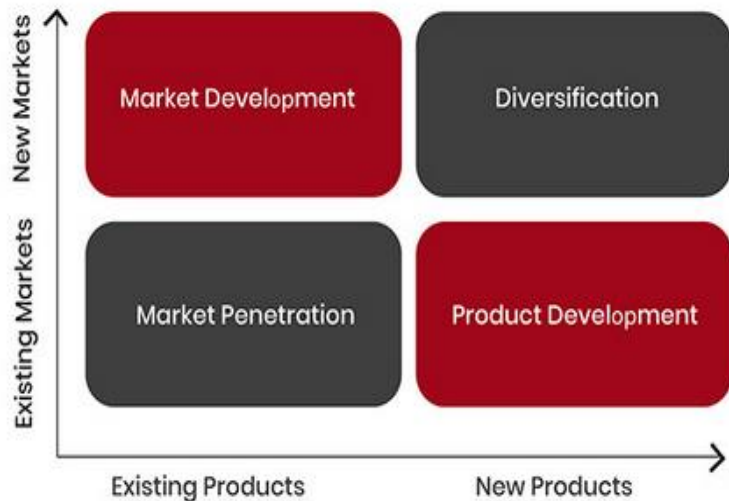 New Markets
Market Development
Diversification
Existing Markets
Market Penetration
Product Development
Existing Products
New Products